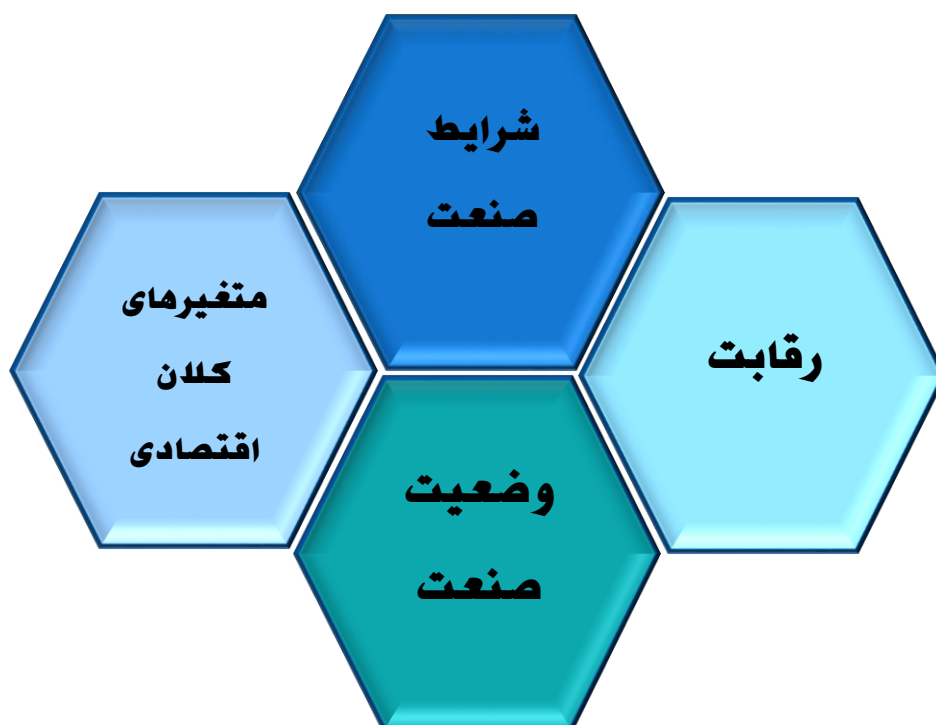 شرایط
صنعت
رقابت
متغیرهای
کلان
اقتصادی
وضعیت
صنعت